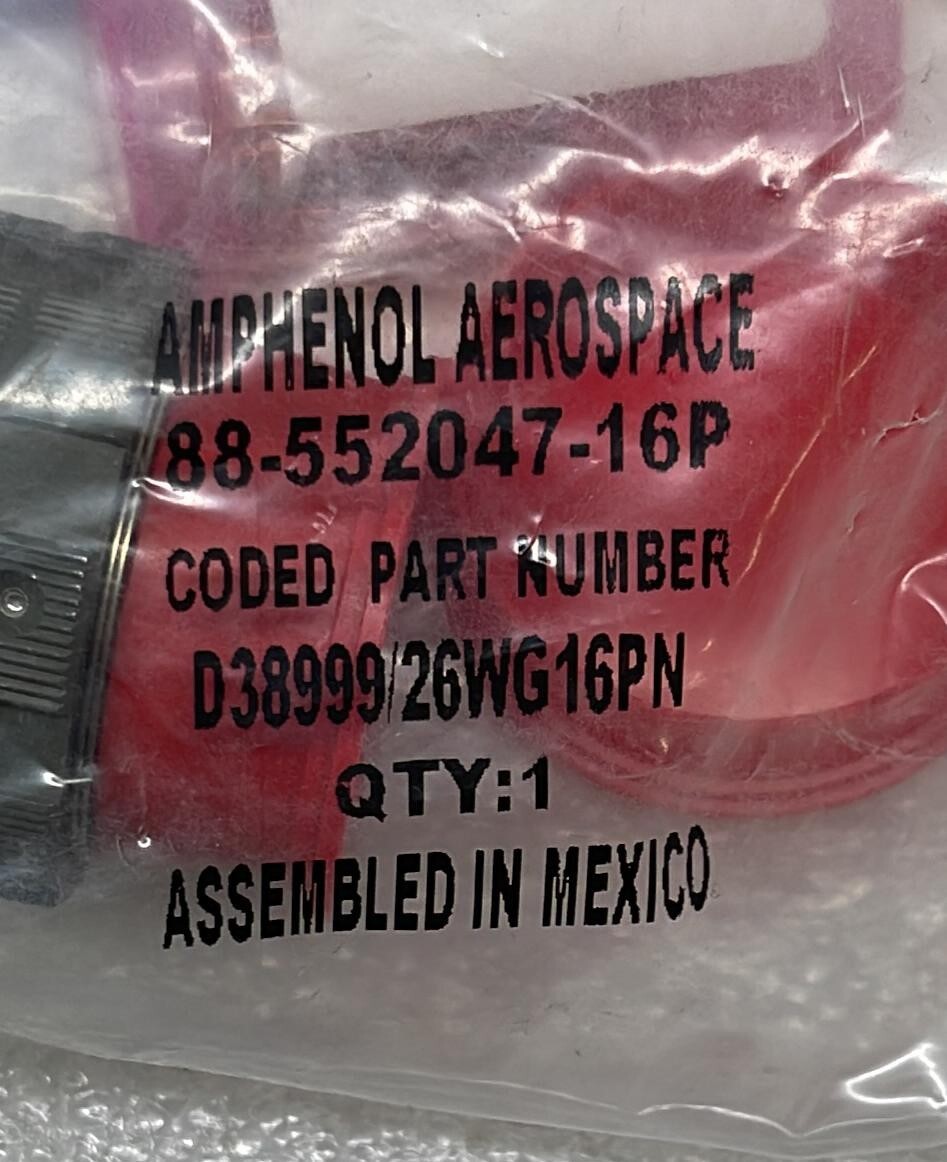 AMPHENOL AEROSPACE
88-552047-16P
CODED PART NUMBER
D38999/26WG16PN
QTY:1
ASSEMBLED IN MEXICO